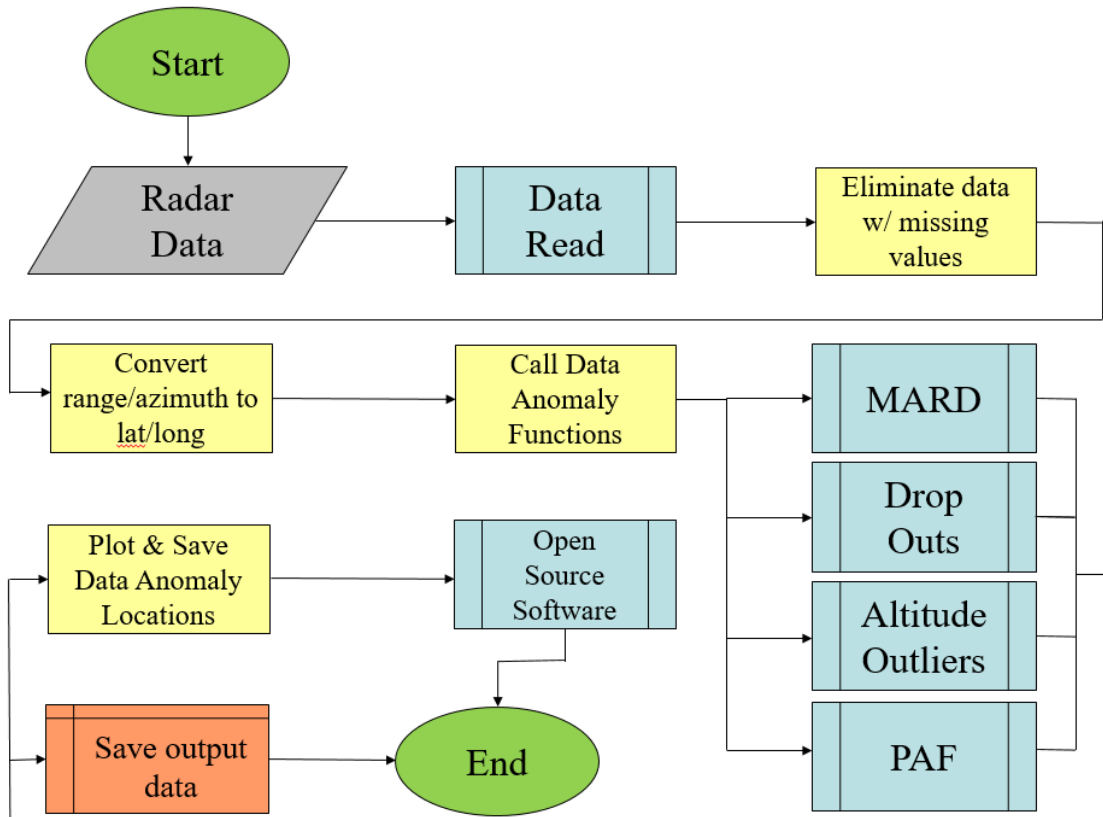 Start
Radar
Data
Data
Read
Eliminate data
w/ missing
values
Convert
range/azimuth to
lat/long
Call Data
Anomaly
Functions
MARD
Drop
Outs
Altitude
Outliers
PAF
Plot & Save
Data Anomaly
Locations
Open
Source
Software
Save output
data
End